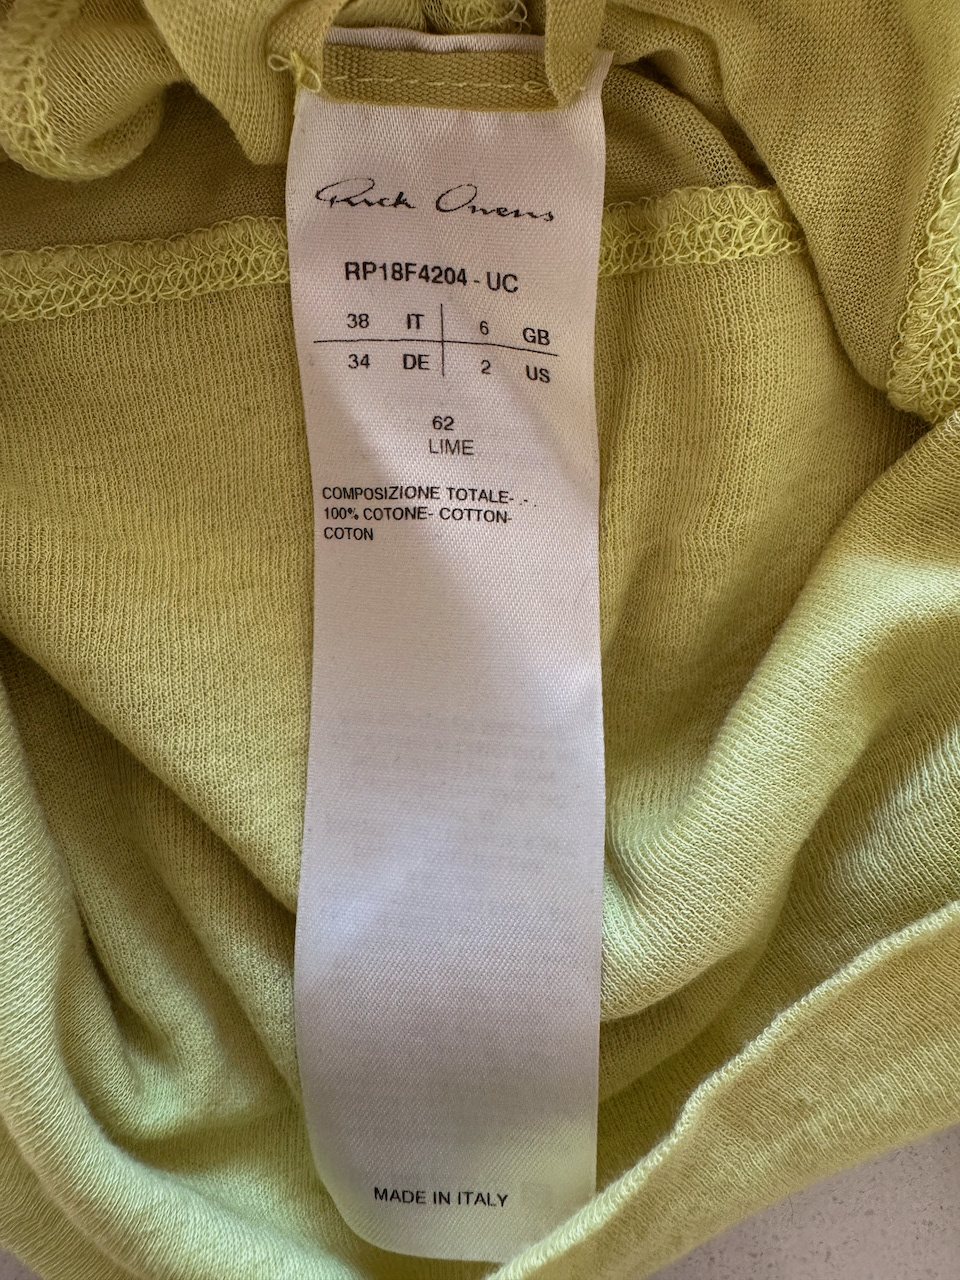 Rick Owens
RP18F4204 - UC
38 IT 6 GB
34 DE 2 US
62
LIME
COMPOSIZIONE TOTALE-
100% COTONE- COTTON-
COTON
MADE IN ITALY